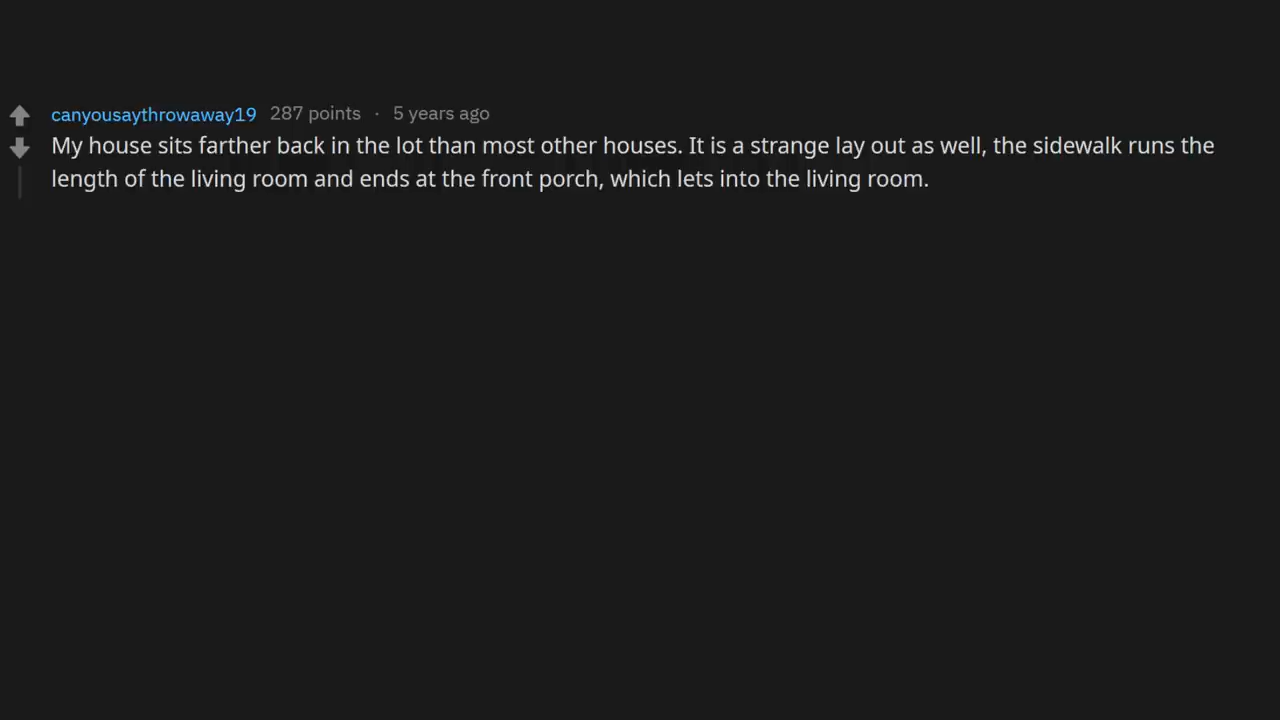 canyousaythrowaway19 287 points · 5 years ago
My house sits farther back in the lot than most other houses. It is a strange lay out as well, the sidewalk runs the
length of the living room and ends at the front porch, which lets into the living room.